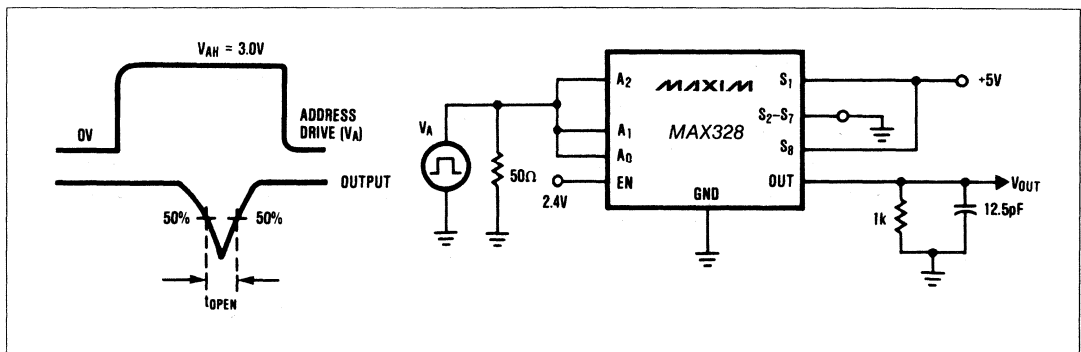 V_AH = 3.0V
0V
ADDRESS
DRIVE (V_A)
OUTPUT
50%
50%
t_OPEN
V_A
50Ω
2.4V
A_2
A_1
A_0
EN
MAXIM
MAX328
GND
S_1
S_2–S_7
S_8
OUT
+5V
V_OUT
1k
12.5pF